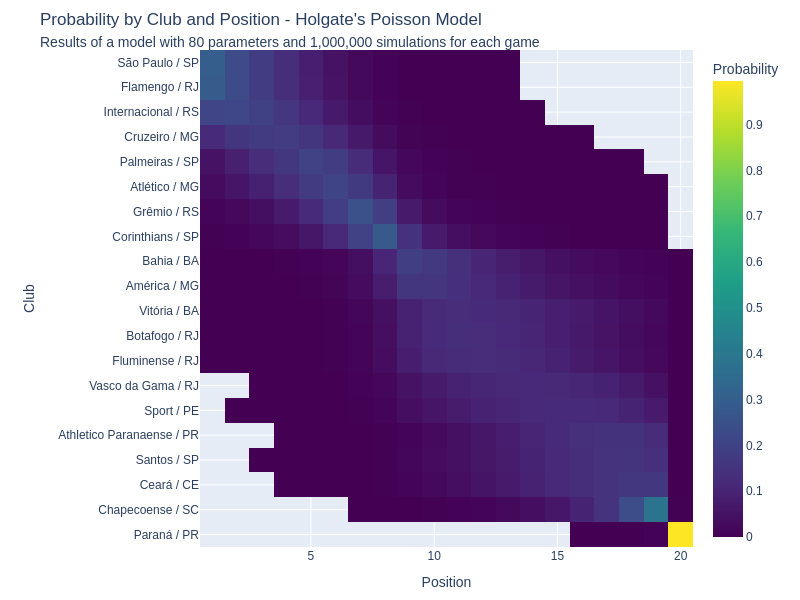 Probability by Club and Position - Holgate's Poisson Model
Results of a model with 80 parameters and 1,000,000 simulations for each game
Probability
São Paulo / SP
Flamengo / RJ
Internacional / RS
Cruzeiro / MG
Palmeiras / SP
Atlético / MG
Grêmio / RS
Corinthians / SP
Bahia / BA
América / MG
Vitória / BA
Botafogo / RJ
Fluminense / RJ
Vasco da Gama / RJ
Sport / PE
Athletico Paranaense / PR
Santos / SP
Ceará / CE
Chapecoense / SC
Paraná / PR
Club
5
10
15
20
Position
0.9
0.8
0.7
0.6
0.5
0.4
0.3
0.2
0.1
0